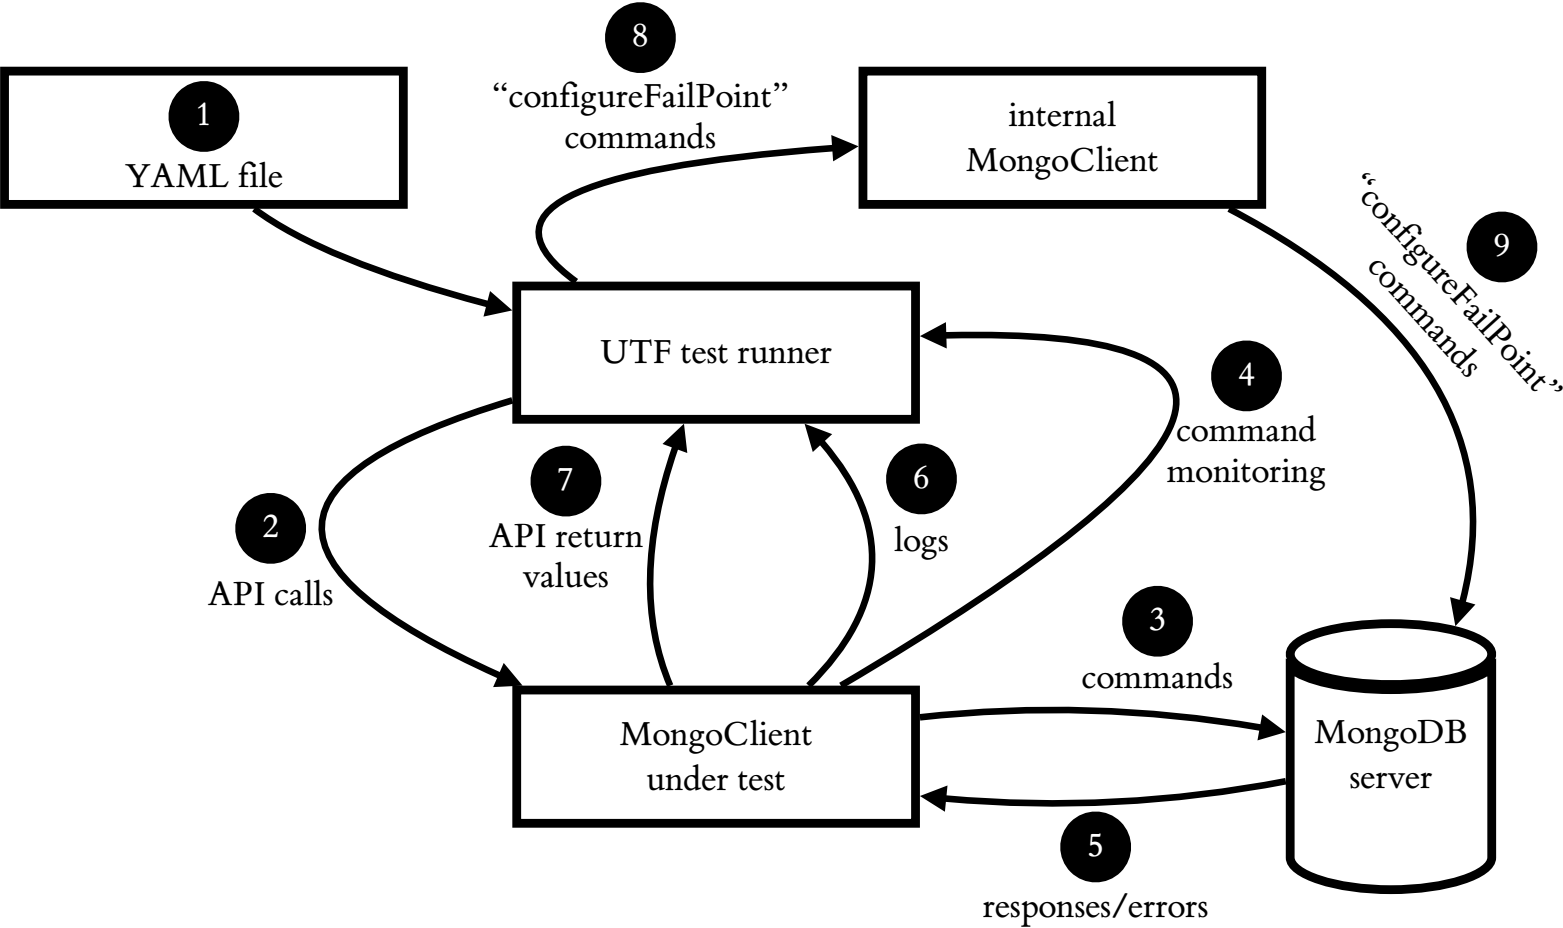 8
“configureFailPoint”
commands
1
YAML file
internal
MongoClient
9
“configureFailPoint”
commands
UTF test runner
4
command
monitoring
7
API return
values
6
logs
2
API calls
3
commands
MongoClient
under test
MongoDB
server
5
responses/errors